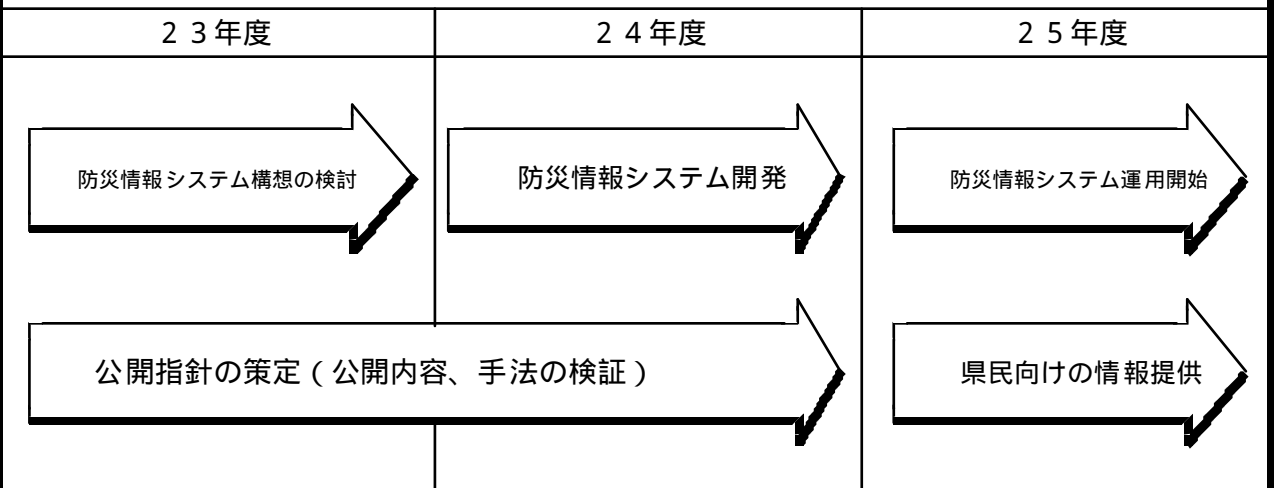 ２３年度
２４年度
２５年度
防災情報システム構想の検討
防災情報システム開発
防災情報システム運用開始
公開指針の策定（公開内容、手法の検証）
県民向けの情報提供